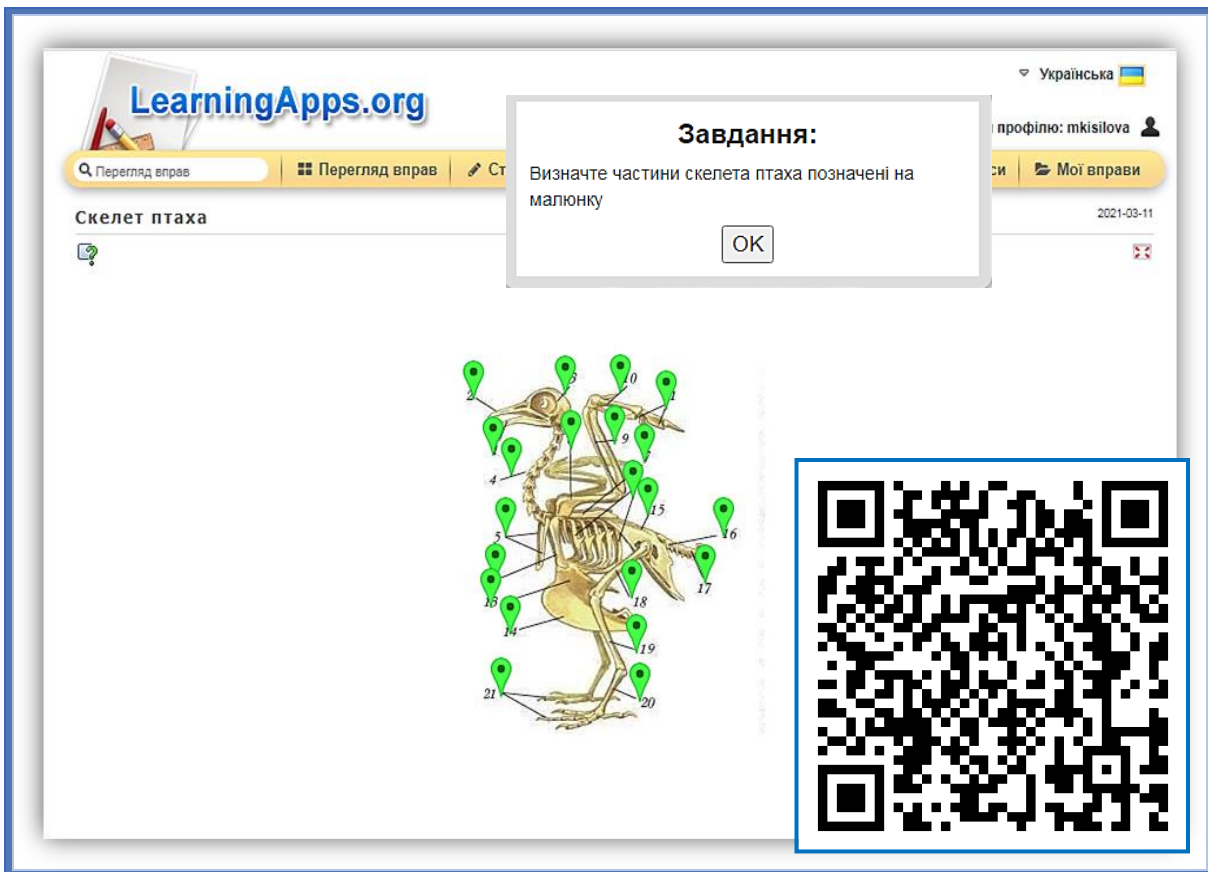 Українська
LearningApps.org
профілю: mkisilova
Завдання:
Перегляд вправ
Перегляд вправ
Ст
си
Мої вправи
Визначте частини скелета птаха позначені на
малюнку
Скелет птаха
2021-03-11
OK
2
3
10
9
4
15
5
16
13
18
17
14
19
21
20